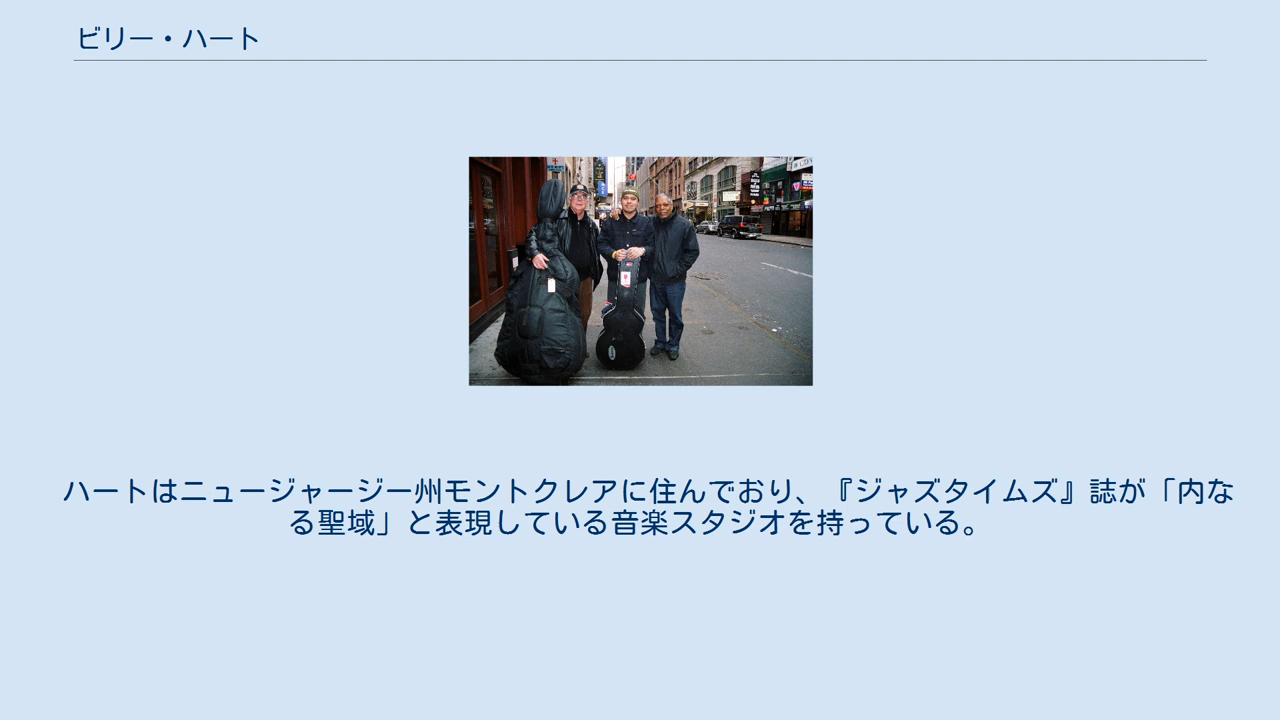 ビリー・ハート
ハートはニュージャージー州モントクレアに住んでおり、『ジャズタイムズ』誌が「内な
る聖域」と表現している音楽スタジオを持っている。